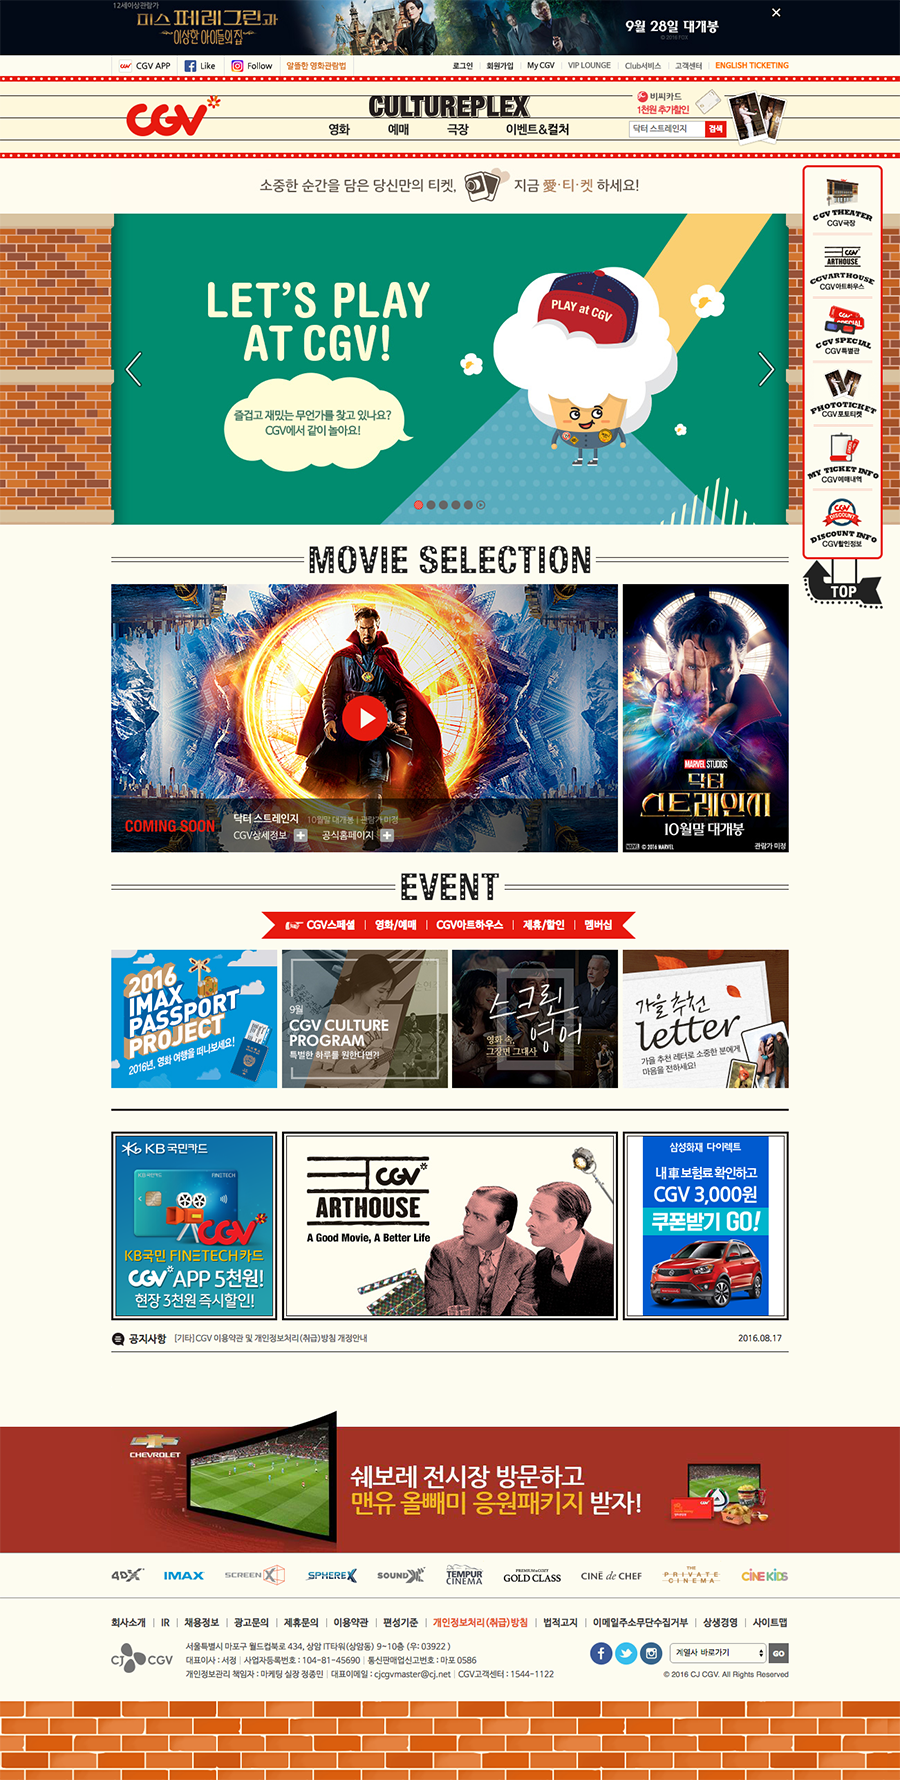 12세이상관람가
미스 페레그린과
이상한 아이들의 집
9월 28일 대개봉
CGV APP
Like
Follow
알뜰한 영화관람법
로그인 | 회원가입 | My CGV | VIP LOUNGE | Club서비스 | 고객센터 | ENGLISH TICKETING
CGV
CULTUREPLEX
영화 예매 극장 이벤트&컬처
비씨카드
1천원 추가할인
닥터 스트레인지 검색
소중한 순간을 담은 당신만의 티켓, 지금 愛·티·켓 하세요!
CGV THEATER
CGV극장
CGV ARTHOUSE
CGVARTHOUSE
CGV아트하우스
CGV SPECIAL
CGV SPECIAL
CGV특별관
PHOTOTICKET
CGV포토티켓
MY TICKET INFO
CGV예매내역
CGV DISCOUNT
DISCOUNT INFO
CGV할인정보
TOP
LET'S PLAY
AT CGV!
즐겁고 재밌는 무언가를 찾고 있나요?
CGV에서 같이 놀아요!
PLAY at CGV
MOVIE SELECTION
COMING SOON
닥터 스트레인지 10월말 대개봉 | 관람가 미정
CGV상세정보 + 공식홈페이지 +
MARVEL STUDIOS
닥터
스트레인지
10월말 대개봉
MARVEL © 2016 MARVEL
관람가 미정
EVENT
CGV스페셜 | 영화/예매 | CGV아트하우스 | 제휴/할인 | 멤버십
2016
IMAX
PASSPORT
PROJECT
2016년, 영화 여행을 떠나보세요!
9월
CGV CULTURE
PROGRAM
특별한 하루를 원한다면?!
스크린
영어
영화 속,
그 장면 그 대사
가을 추천
letter
가을 추천 레터로 소중한 분에게
마음을 전하세요!
KB국민카드
KB국민카드 FINETECH
CGV
KB국민 FINETECH카드
CGV APP 5천원!
현장 3천원 즉시할인!
CGV
ARTHOUSE
A Good Movie, A Better Life
삼성화재 다이렉트
내 車 보험료 확인하고
CGV 3,000원
쿠폰받기 GO!
공지사항 [기타] CGV 이용약관 및 개인정보처리(취급)방침 개정안내 2016.08.17
CHEVROLET
쉐보레 전시장 방문하고
맨유 올빼미 응원패키지 받자!
4DX IMAX SCREEN X SPHEREX SOUNDX TEMPUR CINEMA GOLD CLASS CINÉ de CHEF THE PRIVATE CINEMA CINE KIDS
회사소개 | IR | 채용정보 | 광고문의 | 제휴문의 | 이용약관 | 편성기준 | 개인정보처리(취급)방침 | 법적고지 | 이메일주소무단수집거부 | 상생경영 | 사이트맵
CJ CGV
서울특별시 마포구 월드컵북로 434, 상암 IT타워(상암동) 9~10층 (우: 03922 )
대표이사 : 서정 | 사업자등록번호 : 104-81-45690 | 통신판매업신고번호 : 마포 0586
개인정보관리 책임자 : 마케팅 실장 정종민 | 대표이메일 : cjcgvmaster@cj.net | CGV고객센터 : 1544-1122
계열사 바로가기 GO
© 2016 CJ CGV. All Rights Reserved